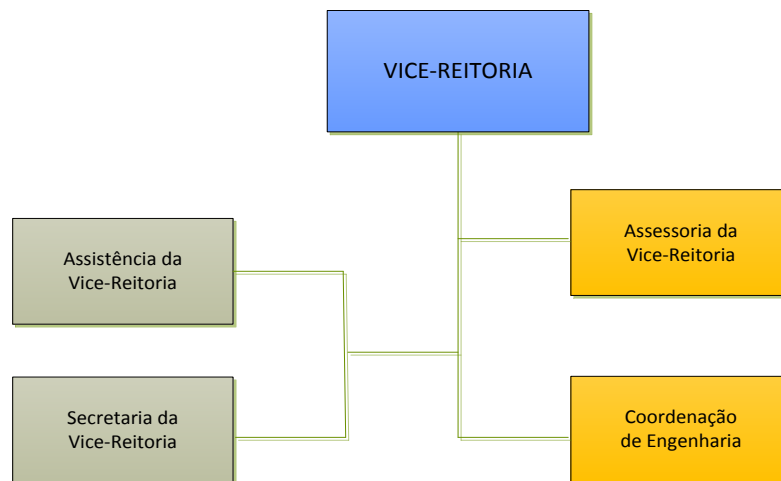 VICE-REITORIA
Assistência da
Vice-Reitoria
Assessoria da
Vice-Reitoria
Secretaria da
Vice-Reitoria
Coordenação
de Engenharia